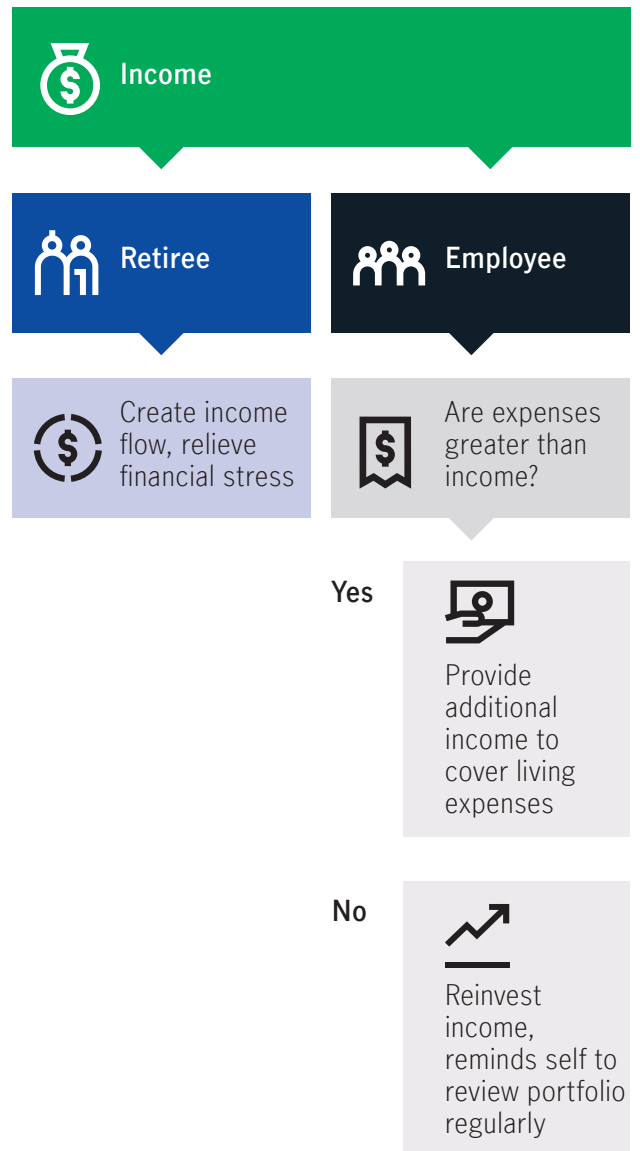 Income
Retiree
Employee
Create income
flow, relieve
financial stress
Are expenses
greater than
income?
Yes
Provide
additional
income to
cover living
expenses
No
Reinvest
income,
reminds self to
review portfolio
regularly